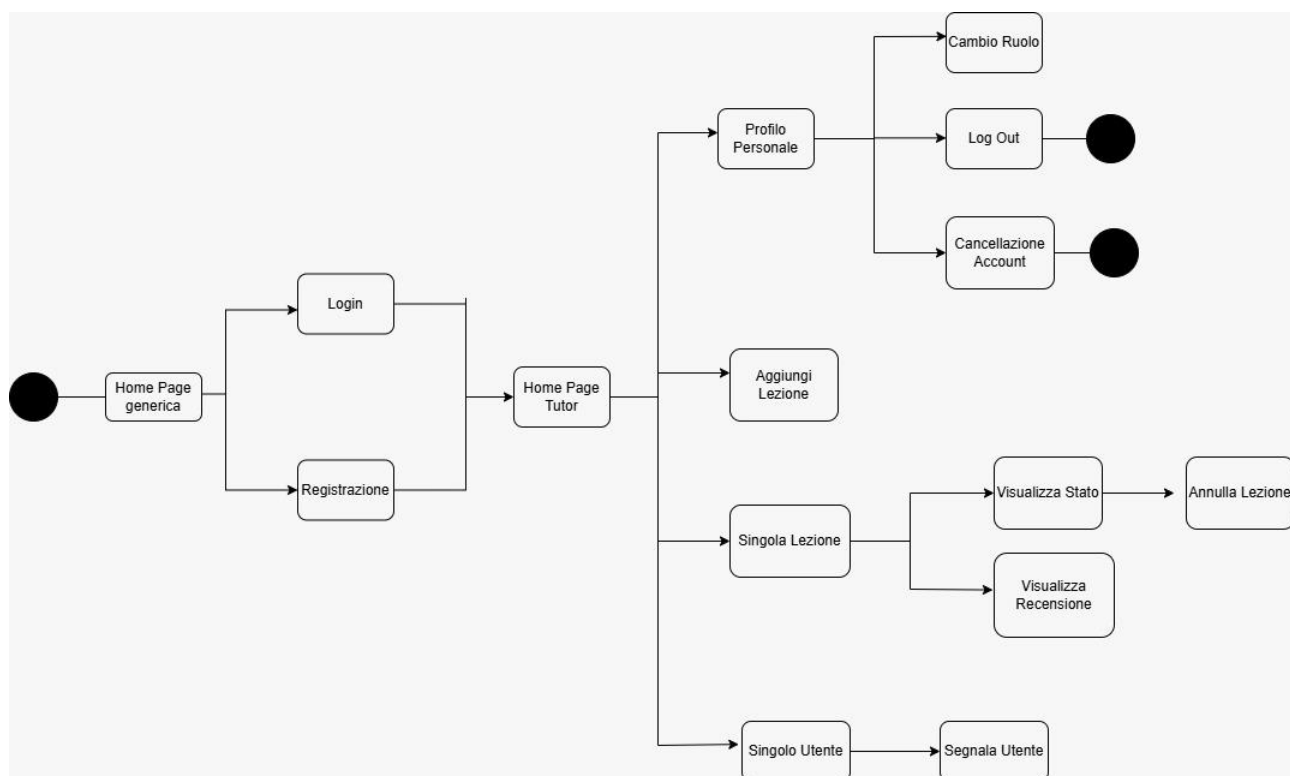 Cambio Ruolo
Profilo
Personale
Log Out
Cancellazione
Account
Login
Home Page
generica
Home Page
Tutor
Aggiungi
Lezione
Registrazione
Singola Lezione
Visualizza Stato
Annulla Lezione
Visualizza
Recensione
Singolo Utente
Segnala Utente